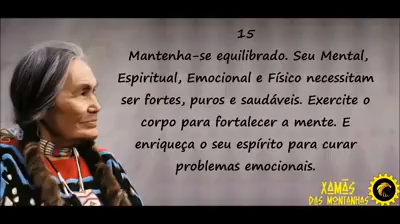 15
Mantenha-se equilibrado. Seu Mental,
Espiritual, Emocional e Físico necessitam
ser fortes, puros e saudáveis. Exercite o
corpo para fortalecer a mente. E
enriqueça o seu espírito para curar
problemas emocionais.
XAMÃS
DAS MONTANHAS